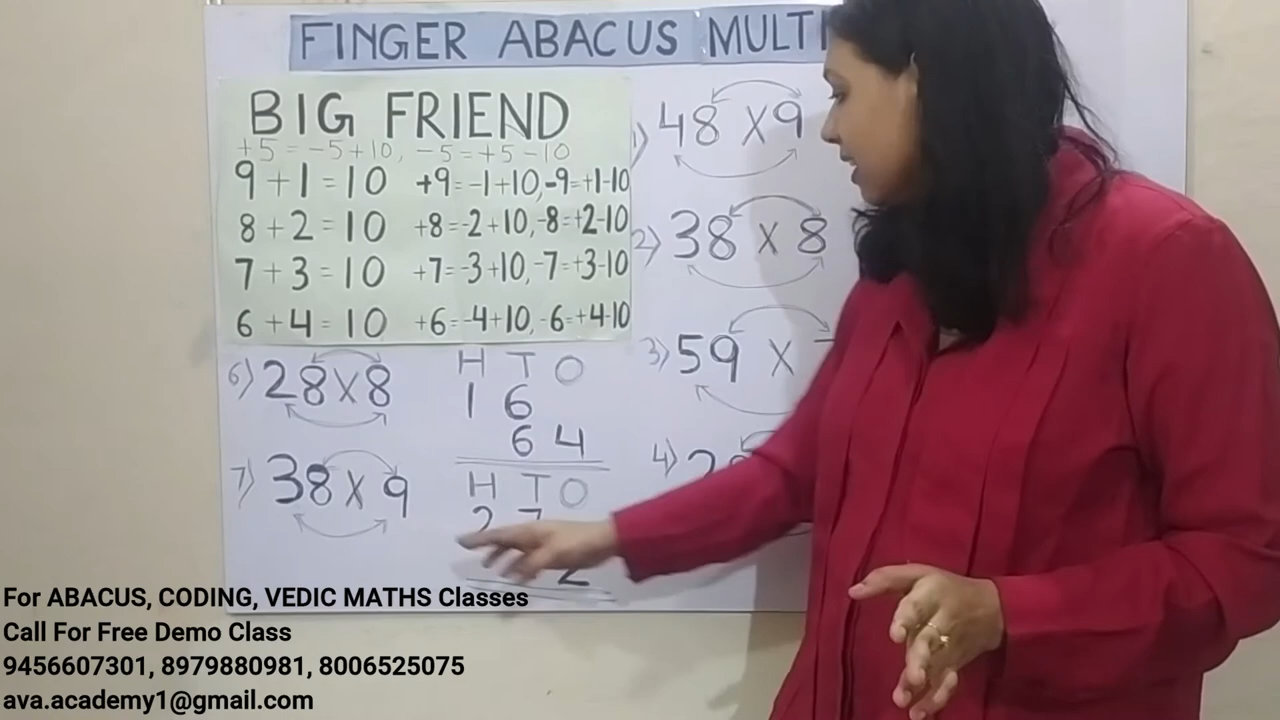 FINGER ABACUS MULTI
BIG FRIEND
+5 = -5+10, -5 = +5-10
9 + 1 = 10 +9=-1+10,-9=+1-10
8 + 2 = 10 +8=-2+10,-8=+2-10
7 + 3 = 10 +7=-3+10,-7=+3-10
6 + 4 = 10 +6=-4+10,-6=+4-10
6) 28 X 8
H T O
1 6
6 4
7) 38 X 9
H T O
2 7
2
1) 48 X 9
2) 38 X 8
3) 59 X
4) 2
For ABACUS, CODING, VEDIC MATHS Classes
Call For Free Demo Class
9456607301, 8979880981, 8006525075
ava.academy1@gmail.com